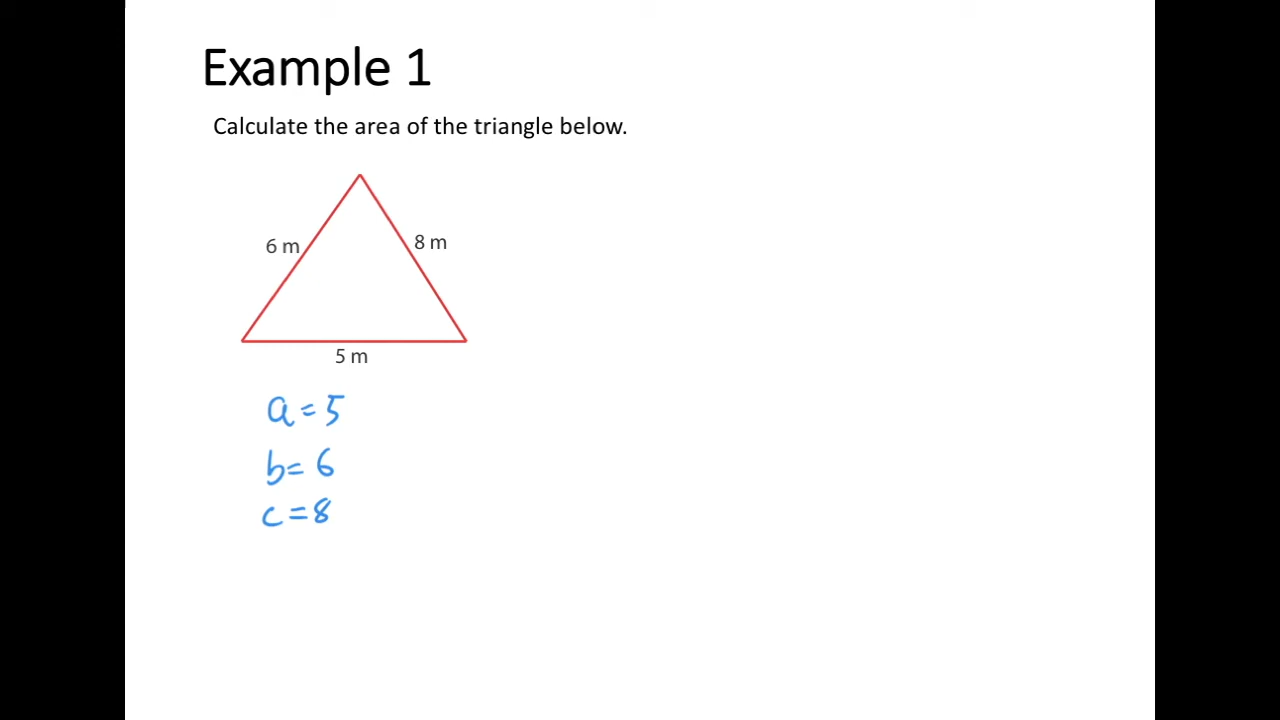 Example 1
Calculate the area of the triangle below.
6 m
8 m
5 m
a = 5
b = 6
c = 8